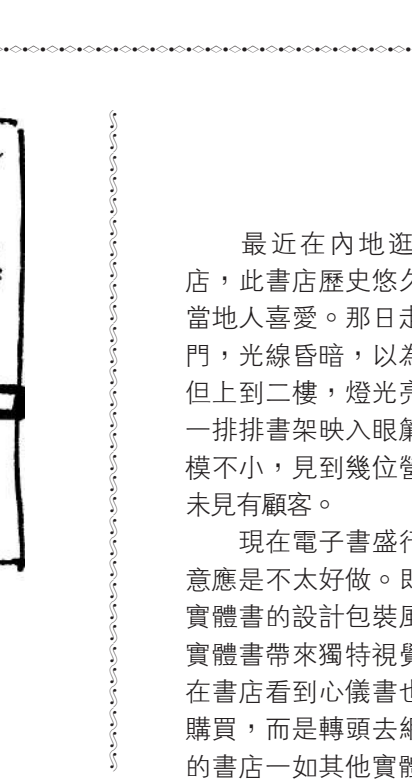 最近在內地逛
店，此書店歷史悠久
當地人喜愛。那日走
門，光線昏暗，以為
但上到二樓，燈光亮
一排排書架映入眼簾
模不小，見到幾位營
未見有顧客。
現在電子書盛行
意應是不太好做。即
實體書的設計包裝風
實體書帶來獨特視覺
在書店看到心儀書也
購買，而是轉頭去網
的書店一如其他實體